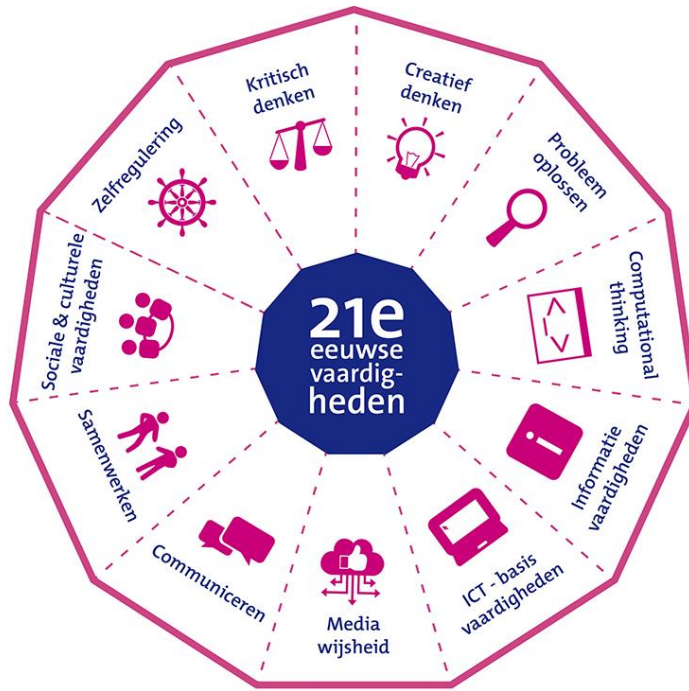 21e
eeuwse
vaardig-
heden
Kritisch
denken
Creatief
denken
Probleem
oplossen
Computational
thinking
Informatie
vaardigheden
ICT - basis
vaardigheden
Media
wijsheid
Communiceren
Samenwerken
Sociale & culturele
vaardigheden
Zelfregulering